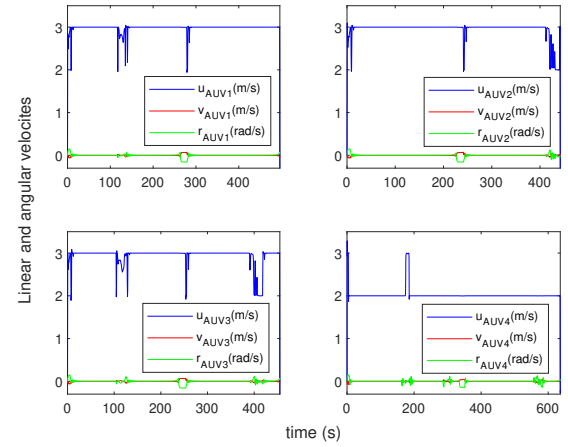 Linear and angular velocites
3
2
1
0
0 100 200 300 400
u_AUV1(m/s)
v_AUV1(m/s)
r_AUV1(rad/s)
3
2
1
0
0 200 400
u_AUV2(m/s)
v_AUV2(m/s)
r_AUV2(rad/s)
3
2
1
0
0 100 200 300 400
u_AUV3(m/s)
v_AUV3(m/s)
r_AUV3(rad/s)
3
2
1
0
0 200 400 600
u_AUV4(m/s)
v_AUV4(m/s)
r_AUV4(rad/s)
time (s)